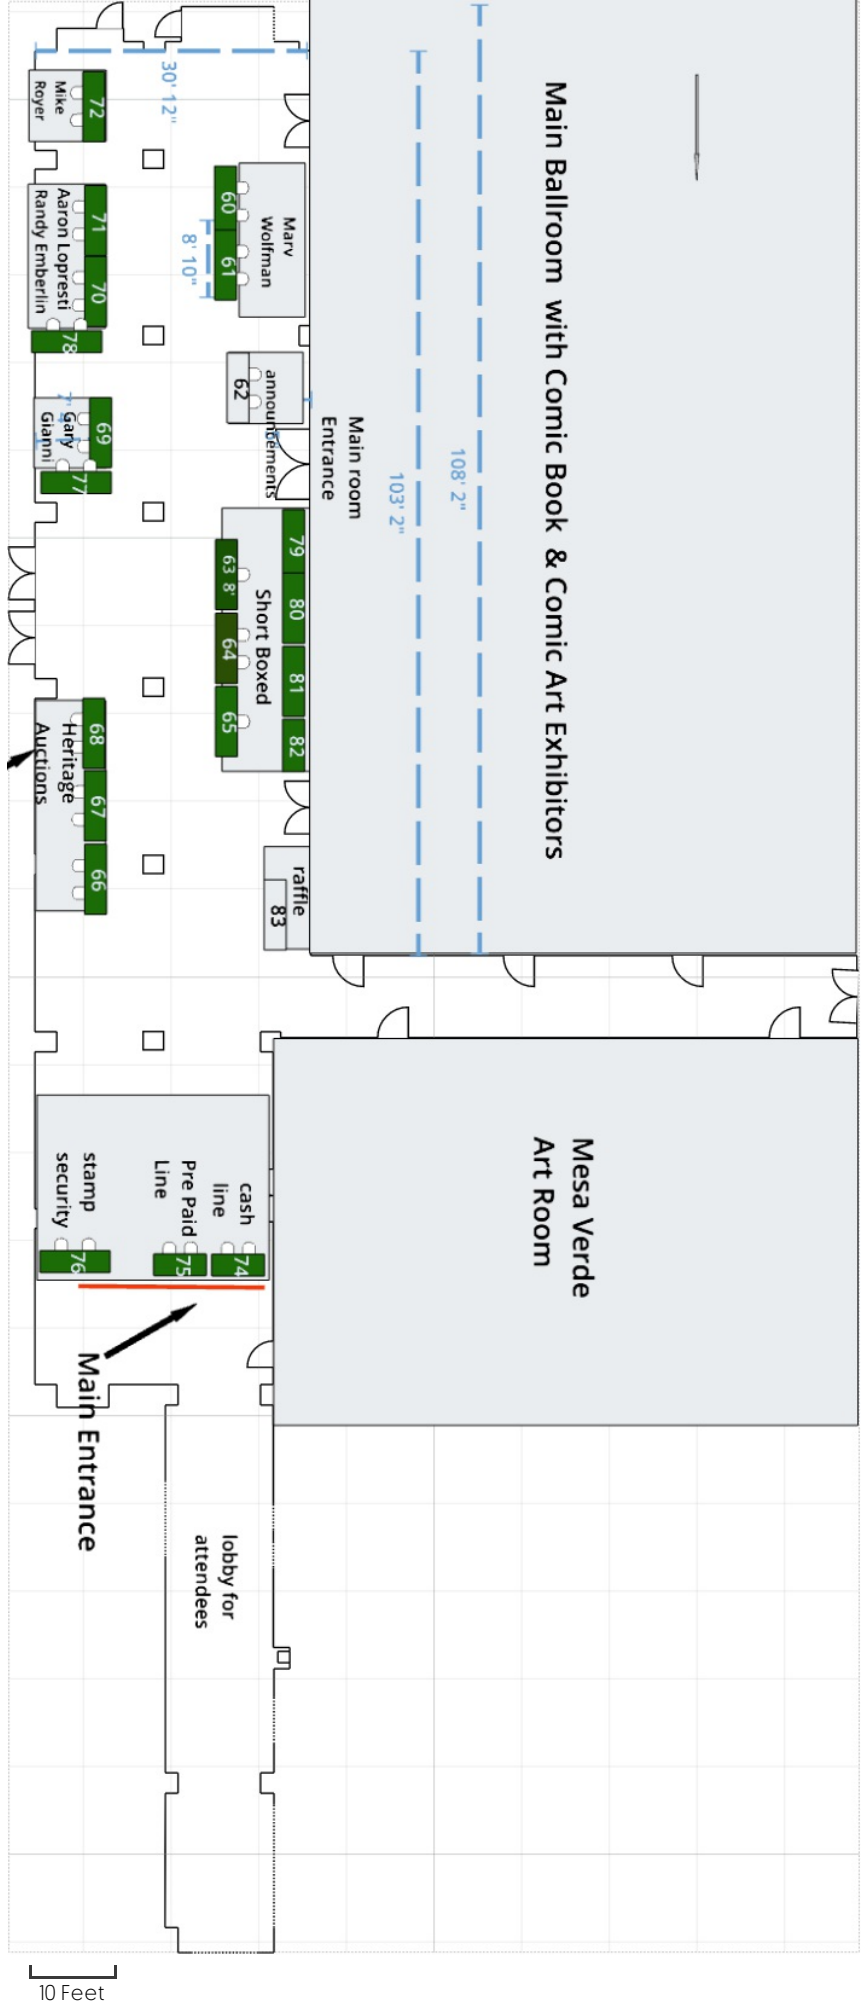 30' 12"
72
Mike
Royer
71
70
Aaron Lopresti
Randy Emberlin
78
60
61
Marv
Wolfman
8' 10"
62
announcements
Main room
Entrance
Main Ballroom with Comic Book & Comic Art Exhibitors
108' 2"
103' 2"
69
Gary
Gianni
77
79
80
81
82
63 8'
64
65
Short Boxed
68
67
66
Heritage
Auctions
raffle
83
Mesa Verde
Art Room
cash
line
Pre Paid
Line
stamp
security
74
75
76
Main Entrance
lobby for
attendees
10 Feet